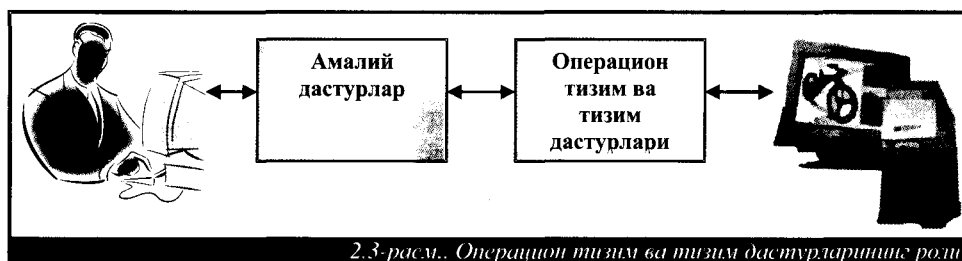 Амалий
дастурлар
Операцион
тизим ва
тизим
дастурлари
2.3-расм.. Операцион тизим ва тизим дастурларининг роли